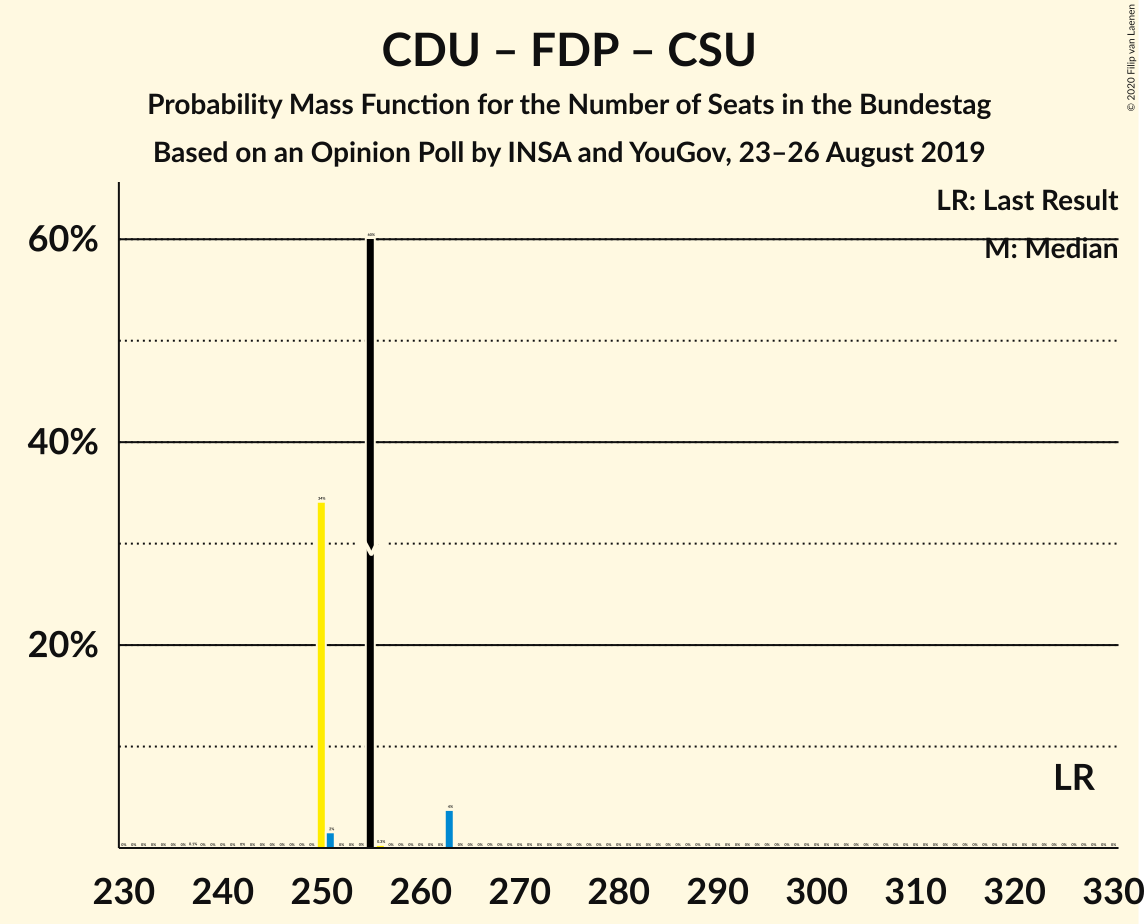 CDU – FDP – CSU
Probability Mass Function for the Number of Seats in the Bundestag
Based on an Opinion Poll by INSA and YouGov, 23–26 August 2019
© 2020 Filip van Laenen
LR: Last Result
M: Median
60%
40%
20%
LR
230 240 250 260 270 280 290 300 310 320 330